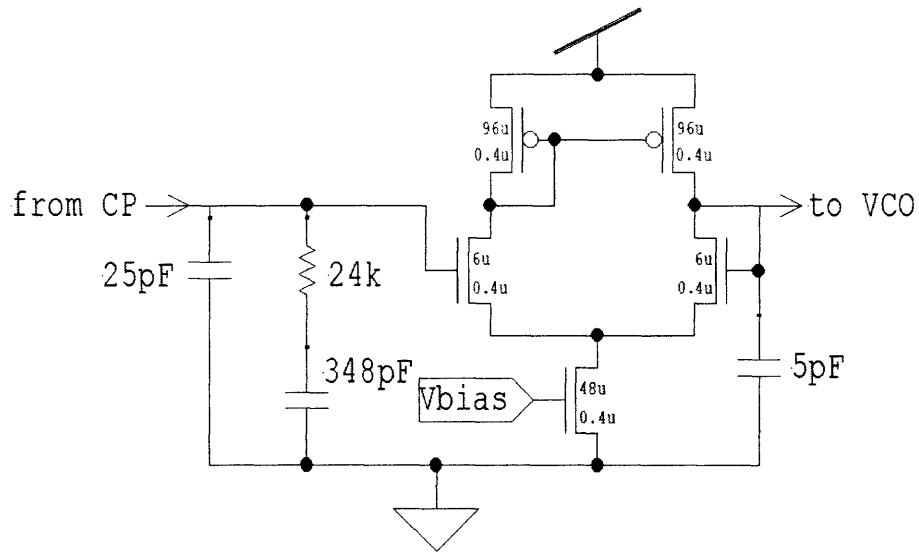 96u
0.4u
96u
0.4u
from CP
to VCO
25pF
24k
6u
0.4u
6u
0.4u
348pF
Vbias
48u
0.4u
5pF